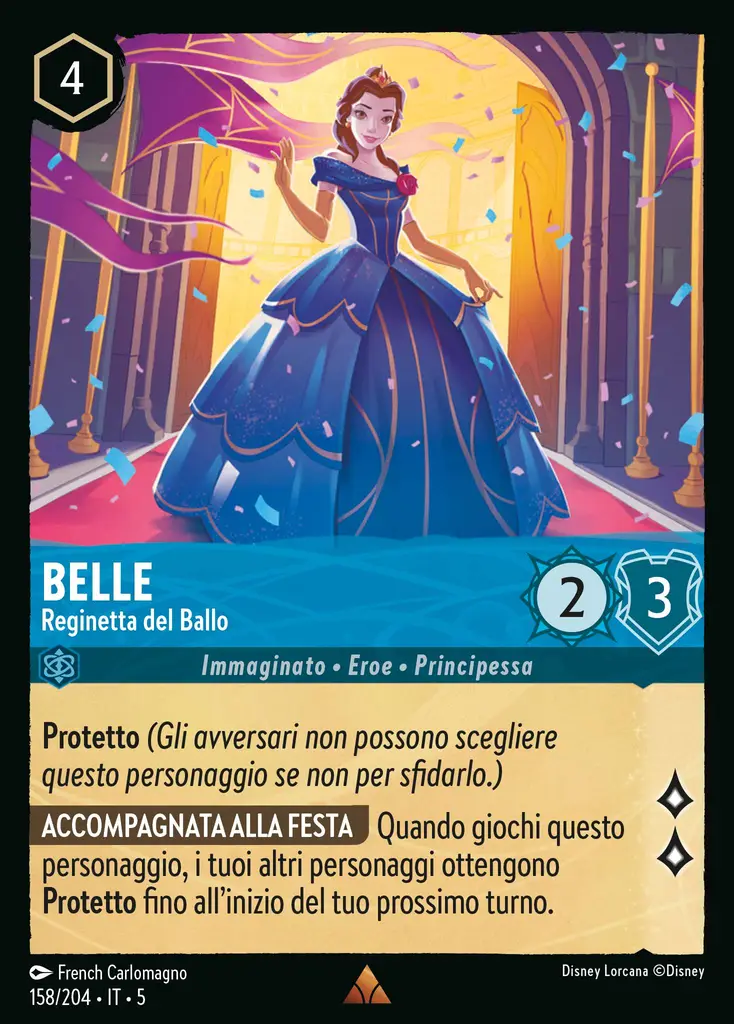 4
BELLE
Reginetta del Ballo
2
3
Immaginato • Eroe • Principessa
Protetto (Gli avversari non possono scegliere
questo personaggio se non per sfidarlo.)
ACCOMPAGNATA ALLA FESTA Quando giochi questo
personaggio, i tuoi altri personaggi ottengono
Protetto fino all'inizio del tuo prossimo turno.
French Carlomagno
Disney Lorcana ©Disney
158/204 • IT • 5